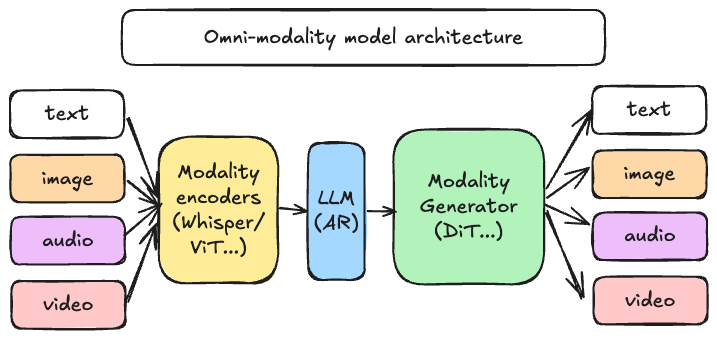 Omni-modality model architecture
text
image
audio
video
Modality
encoders
(Whisper/
ViT...)
LLM
(AR)
Modality
Generator
(DiT...)
text
image
audio
video